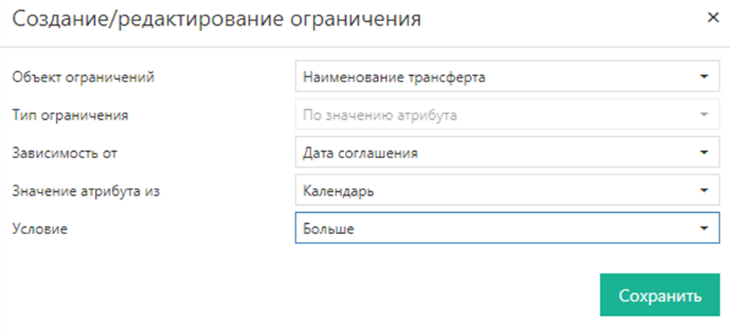 Создание/редактирование ограничения
Объект ограничений Наименование трансферта
Тип ограничения По значению атрибута
Зависимость от Дата соглашения
Значение атрибута из Календарь
Условие Больше
Сохранить